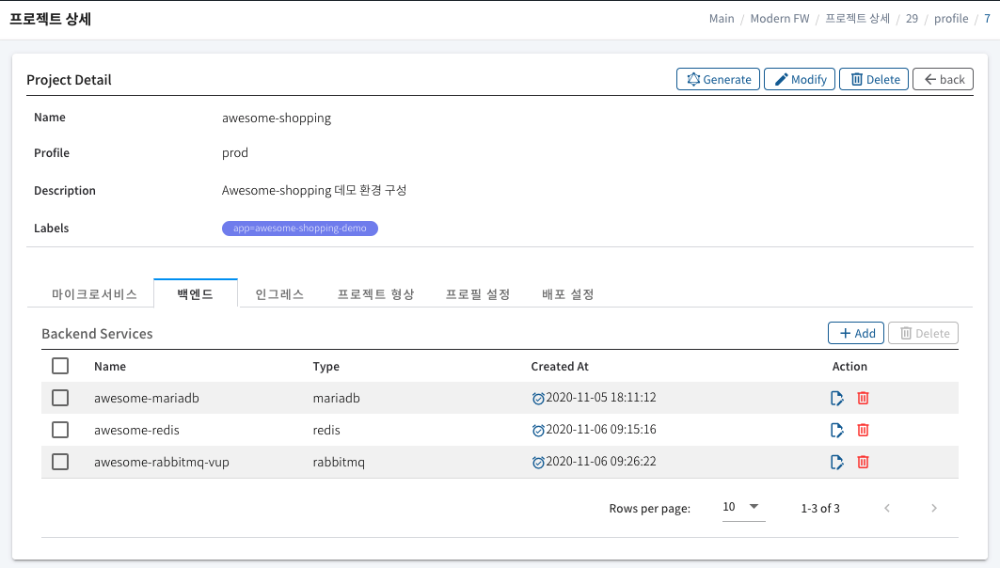 프로젝트 상세
Main / Modern FW / 프로젝트 상세 / 29 / profile / 7
Project Detail
Generate Modify Delete back
Name awesome-shopping
Profile prod
Description Awesome-shopping 데모 환경 구성
Labels app=awesome-shopping-demo
마이크로서비스 백엔드 인그레스 프로젝트 형상 프로필 설정 배포 설정
Backend Services
+ Add Delete
Name Type Created At Action
awesome-mariadb mariadb 2020-11-05 18:11:12
awesome-redis redis 2020-11-06 09:15:16
awesome-rabbitmq-vup rabbitmq 2020-11-06 09:26:22
Rows per page: 10 1-3 of 3